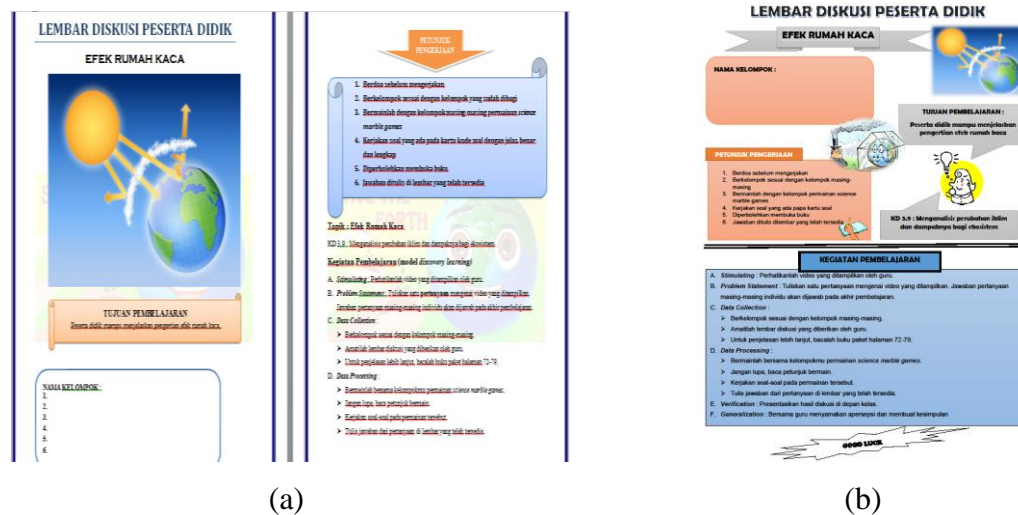 LEMBAR DISKUSI PESERTA DIDIK
EFEK RUMAH KACA
TUJUAN PEMBELAJARAN
Peserta didik mampu menjelaskan pengertian efek rumah kaca.
NAMA KELOMPOK :
1.
2.
3.
4.
5.
6.
PETUNJUK
PENGERJAAN
1. Berdoa sebelum mengerjakan
2. Berkelompok sesuai dengan kelompok yang sudah dibagi
3. Bermainlah dengan kelompok masing-masing permainan science
marble games
4. Kerjakan soal yang ada pada kartu kode soal dengan jelas, benar
dan lengkap
5. Diperbolehkan membuka buku.
6. Jawaban ditulis di lembar yang telah tersedia
THE
EARTH
Topik : Efek Rumah Kaca
KD 3.9 : Menganalisis perubahan iklim dan dampaknya bagi ekosistem.
Kegiatan Pembelajaran (model discovery learning)
A. Stimulating : Perhatikanlah video yang ditampilkan oleh guru.
B. Problem Statement : Tuliskan satu pertanyaan mengenai video yang ditampilkan.
Jawaban pertanyaan masing-masing individu akan dijawab pada akhir pembelajaran.
C. Data Collection :
➢ Berkelompok sesuai dengan kelompok masing-masing.
➢ Amatilah lembar diskusi yang diberikan oleh guru.
➢ Untuk penjelasan lebih lanjut, bacalah buku paket halaman 72-79.
D. Data Processing :
➢ Bermainlah bersama kelompokmu permainan science marble games.
➢ Jangan lupa, baca petunjuk bermain.
➢ Kerjakan soal-soal pada permainan tersebut.
➢ Tulis jawaban dari pertanyaan di lembar yang telah tersedia.
(a)
LEMBAR DISKUSI PESERTA DIDIK
EFEK RUMAH KACA
NAMA KELOMPOK :
TUJUAN PEMBELAJARAN :
Peserta didik mampu menjelaskan
pengertian efek rumah kaca
PETUNJUK PENGERJAAN
1. Berdoa sebelum mengerjakan
2. Berkelompok sesuai dengan kelompok masing-
masing
3. Bermainlah dengan kelompok permainan science
marble games
4. Kerjakan soal yang ada papa kartu soal
5. Diperbolehkan membuka buku
6. Jawaban ditulis dilembar yang telah tersedia
KD 3.9 : Menganalisis perubahan iklim
dan dampaknya bagi ekosistem
KEGIATAN PEMBELAJARAN
A. Stimulating : Perhatikanlah video yang ditampilkan oleh guru.
B. Problem Statement : Tuliskan satu pertanyaan mengenai video yang ditampilkan. Jawaban pertanyaan
masing-masing individu akan dijawab pada akhir pembelajaran.
C. Data Collection :
➢ Berkelompok sesuai dengan kelompok masing-masing.
➢ Amatilah lembar diskusi yang diberikan oleh guru.
➢ Untuk penjelasan lebih lanjut, bacalah buku paket halaman 72-79.
D. Data Processing :
➢ Bermainlah bersama kelompokmu permainan science marble games.
➢ Jangan lupa, baca petunjuk bermain.
➢ Kerjakan soal-soal pada permainan tersebut.
➢ Tulis jawaban dari pertanyaan di lembar yang telah tersedia.
E. Verification : Presentasikan hasil diskusi di depan kelas.
F. Generalization : Bersama guru menyamakan apersepsi dan membuat kesimpulan
GOOD LUCK
(b)